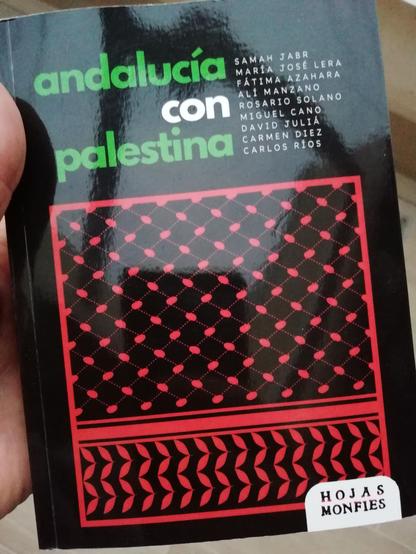 andalucía
con
palestina
SAMAH JABR
MARÍA JOSÉ LERA
FÁTIMA AZAHARA
ALÍ MANZANO
ROSARIO SOLANO
MIGUEL CANO
DAVID JULIÁ
CARMEN DIEZ
CARLOS RÍOS
HOJAS
MONFIES